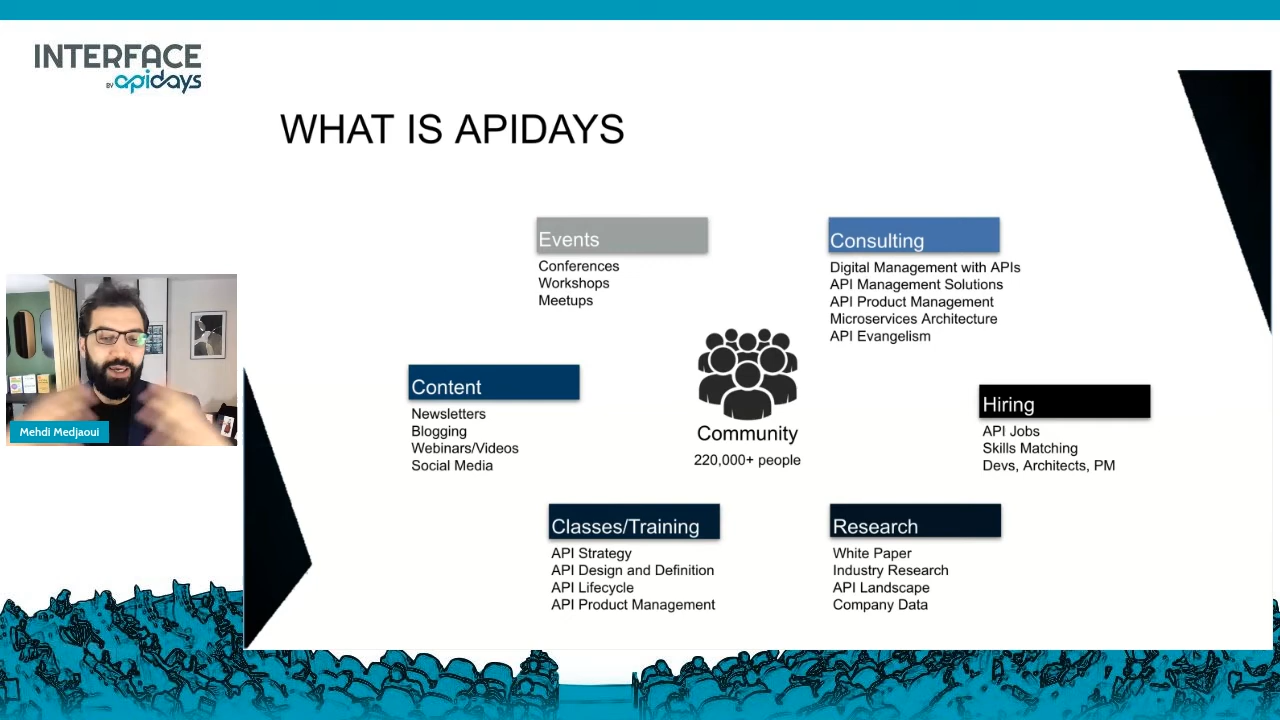 INTERFACE
BY apidays
WHAT IS APIDAYS
Events
Conferences
Workshops
Meetups
Consulting
Digital Management with APIs
API Management Solutions
API Product Management
Microservices Architecture
API Evangelism
Content
Newsletters
Blogging
Webinars/Videos
Social Media
Community
220,000+ people
Hiring
API Jobs
Skills Matching
Devs, Architects, PM
Mehdi Medjaoui
Classes/Training
API Strategy
API Design and Definition
API Lifecycle
API Product Management
Research
White Paper
Industry Research
API Landscape
Company Data